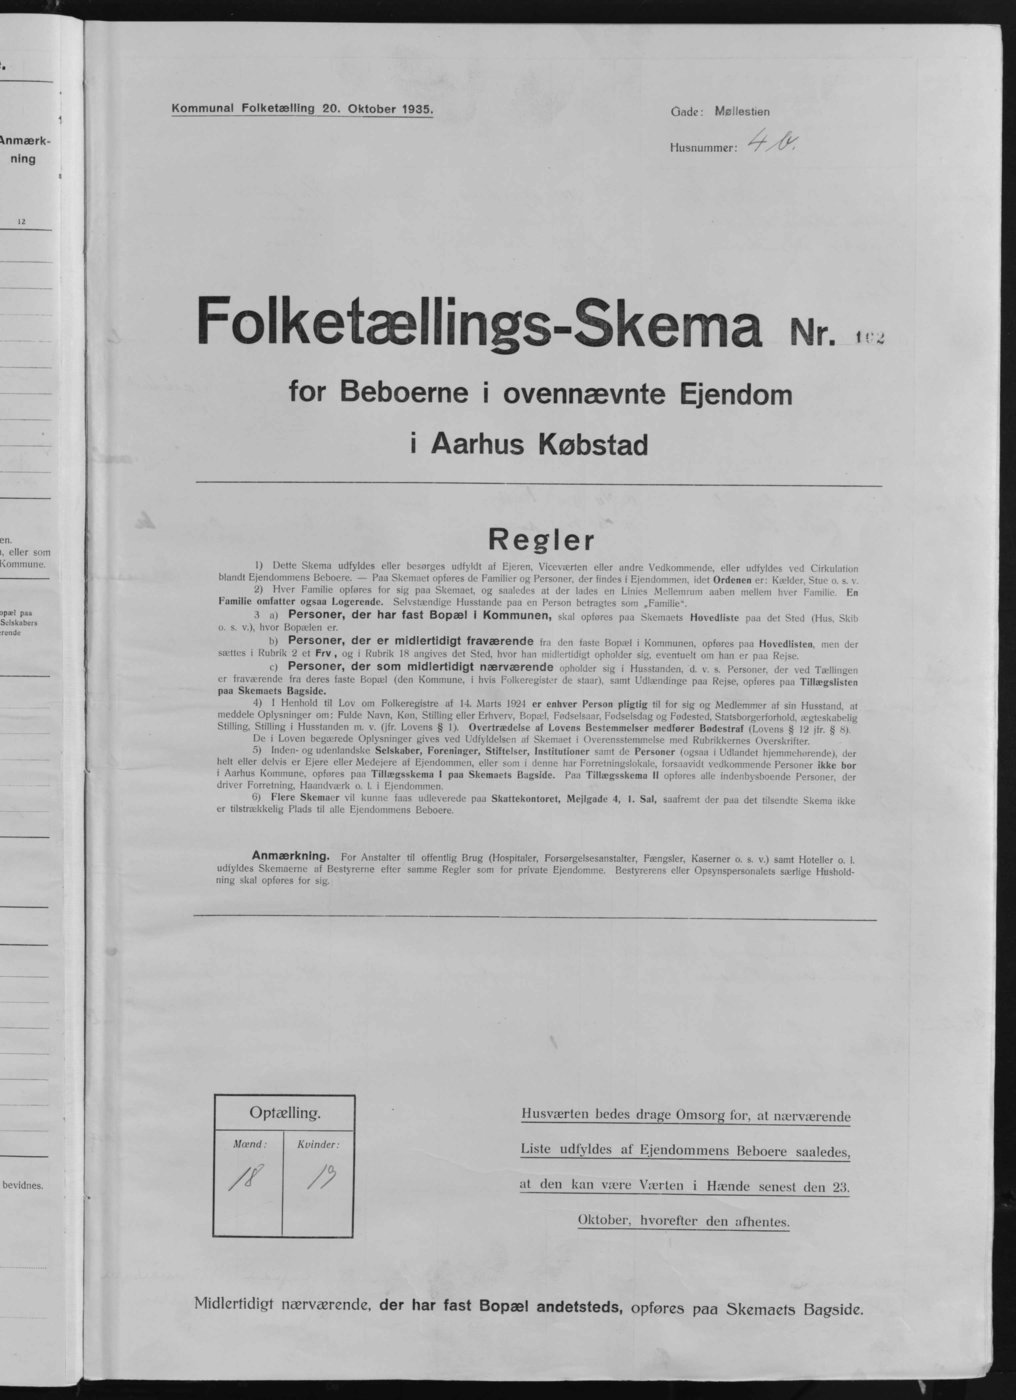 Anmærk-
ning
12
en.
, eller som
Kommune.
opæl paa
Selskabers
erende
bevidnes.
Kommunal Folketælling 20. Oktober 1935.
Gade: Møllestien
Husnummer: 4 b.
Folketællings-Skema Nr. 102
for Beboerne i ovennævnte Ejendom
i Aarhus Købstad
Regler
1) Dette Skema udfyldes eller besørges udfyldt af Ejeren, Viceværten eller andre Vedkommende, eller udfyldes ved Cirkulation
blandt Ejendommens Beboere. — Paa Skemaet opføres de Familier og Personer, der findes i Ejendommen, idet Ordenen er: Kælder, Stue o. s. v.
2) Hver Familie opføres for sig paa Skemaet, og saaledes at der lades en Linies Mellemrum aaben mellem hver Familie. En
Familie omfatter ogsaa Logerende. Selvstændige Husstande paa en Person betragtes som „Familie".
3 a) Personer, der har fast Bopæl i Kommunen, skal opføres paa Skemaets Hovedliste paa det Sted (Hus, Skib
o. s. v.), hvor Bopælen er.
b) Personer, der er midlertidigt fraværende fra den faste Bopæl i Kommunen, opføres paa Hovedlisten, men der
sættes i Rubrik 2 et Frv, og i Rubrik 18 angives det Sted, hvor han midlertidigt opholder sig, eventuelt om han er paa Rejse.
c) Personer, der som midlertidigt nærværende opholder sig i Husstanden, d. v. s. Personer, der ved Tællingen
er fraværende fra deres faste Bopæl (den Kommune, i hvis Folkeregister de staar), samt Udlændinge paa Rejse, opføres paa Tillægslisten
paa Skemaets Bagside.
4) I Henhold til Lov om Folkeregistre af 14. Marts 1924 er enhver Person pligtig til for sig og Medlemmer af sin Husstand, at
meddele Oplysninger om: Fulde Navn, Køn, Stilling eller Erhverv, Bopæl, Fødselsaar, Fødselsdag og Fødested, Statsborgerforhold, ægteskabelig
Stilling, Stilling i Husstanden m. v. (jfr. Lovens § 1). Overtrædelse af Lovens Bestemmelser medfører Bødestraf (Lovens § 12 jfr. § 8).
De i Loven begærede Oplysninger gives ved Udfyldelsen af Skemaet i Overensstemmelse med Rubrikkernes Overskrifter.
5) Inden- og udenlandske Selskaber, Foreninger, Stiftelser, Institutioner samt de Personer (ogsaa i Udlandet hjemmehørende), der
helt eller delvis er Ejere eller Medejere af Ejendommen, eller som i denne har Forretningslokale, forsaavidt vedkommende Personer ikke bor
i Aarhus Kommune, opføres paa Tillægsskema I paa Skemaets Bagside. Paa Tillægsskema II opføres alle indenbysboende Personer, der
driver Forretning, Haandværk o. l. i Ejendommen.
6) Flere Skemaer vil kunne faas udleverede paa Skattekontoret, Mejlgade 4, 1. Sal, saafremt der paa det tilsendte Skema ikke
er tilstrækkelig Plads til alle Ejendommens Beboere.
Anmærkning. For Anstalter til offentlig Brug (Hospitaler, Forsørgelsesanstalter, Fængsler, Kaserner o. s. v.) samt Hoteller o. l.
udfyldes Skemaerne af Bestyrerne efter samme Regler som for private Ejendomme. Bestyrerens eller Opsynspersonalets særlige Hushold-
ning skal opføres for sig.
Optælling.
Mænd: Kvinder:
18 19
Husværten bedes drage Omsorg for, at nærværende
Liste udfyldes af Ejendommens Beboere saaledes,
at den kan være Værten i Hænde senest den 23.
Oktober, hvorefter den afhentes.
Midlertidigt nærværende, der har fast Bopæl andetsteds, opføres paa Skemaets Bagside.